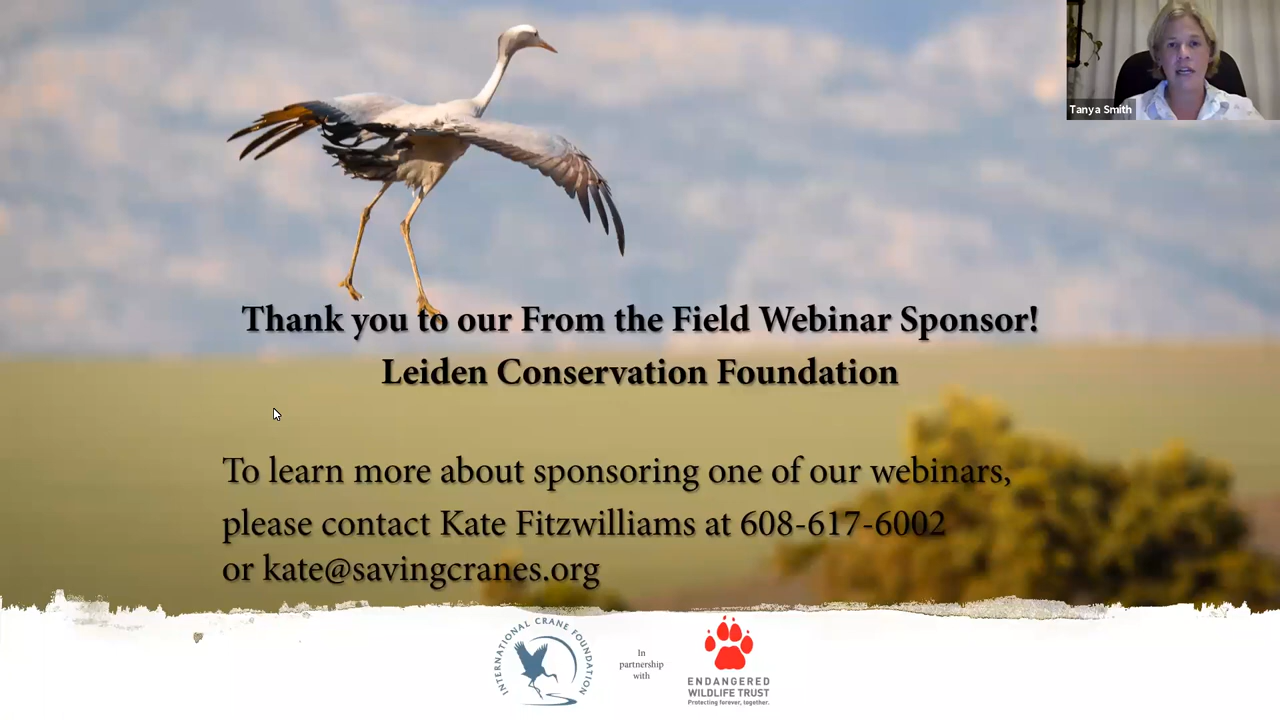 Tanya Smith
Thank you to our From the Field Webinar Sponsor!
Leiden Conservation Foundation
To learn more about sponsoring one of our webinars,
please contact Kate Fitzwilliams at 608-617-6002
or kate@savingcranes.org
INTERNATIONAL CRANE FOUNDATION
In
partnership
with
ENDANGERED
WILDLIFE TRUST
Protecting forever, together.